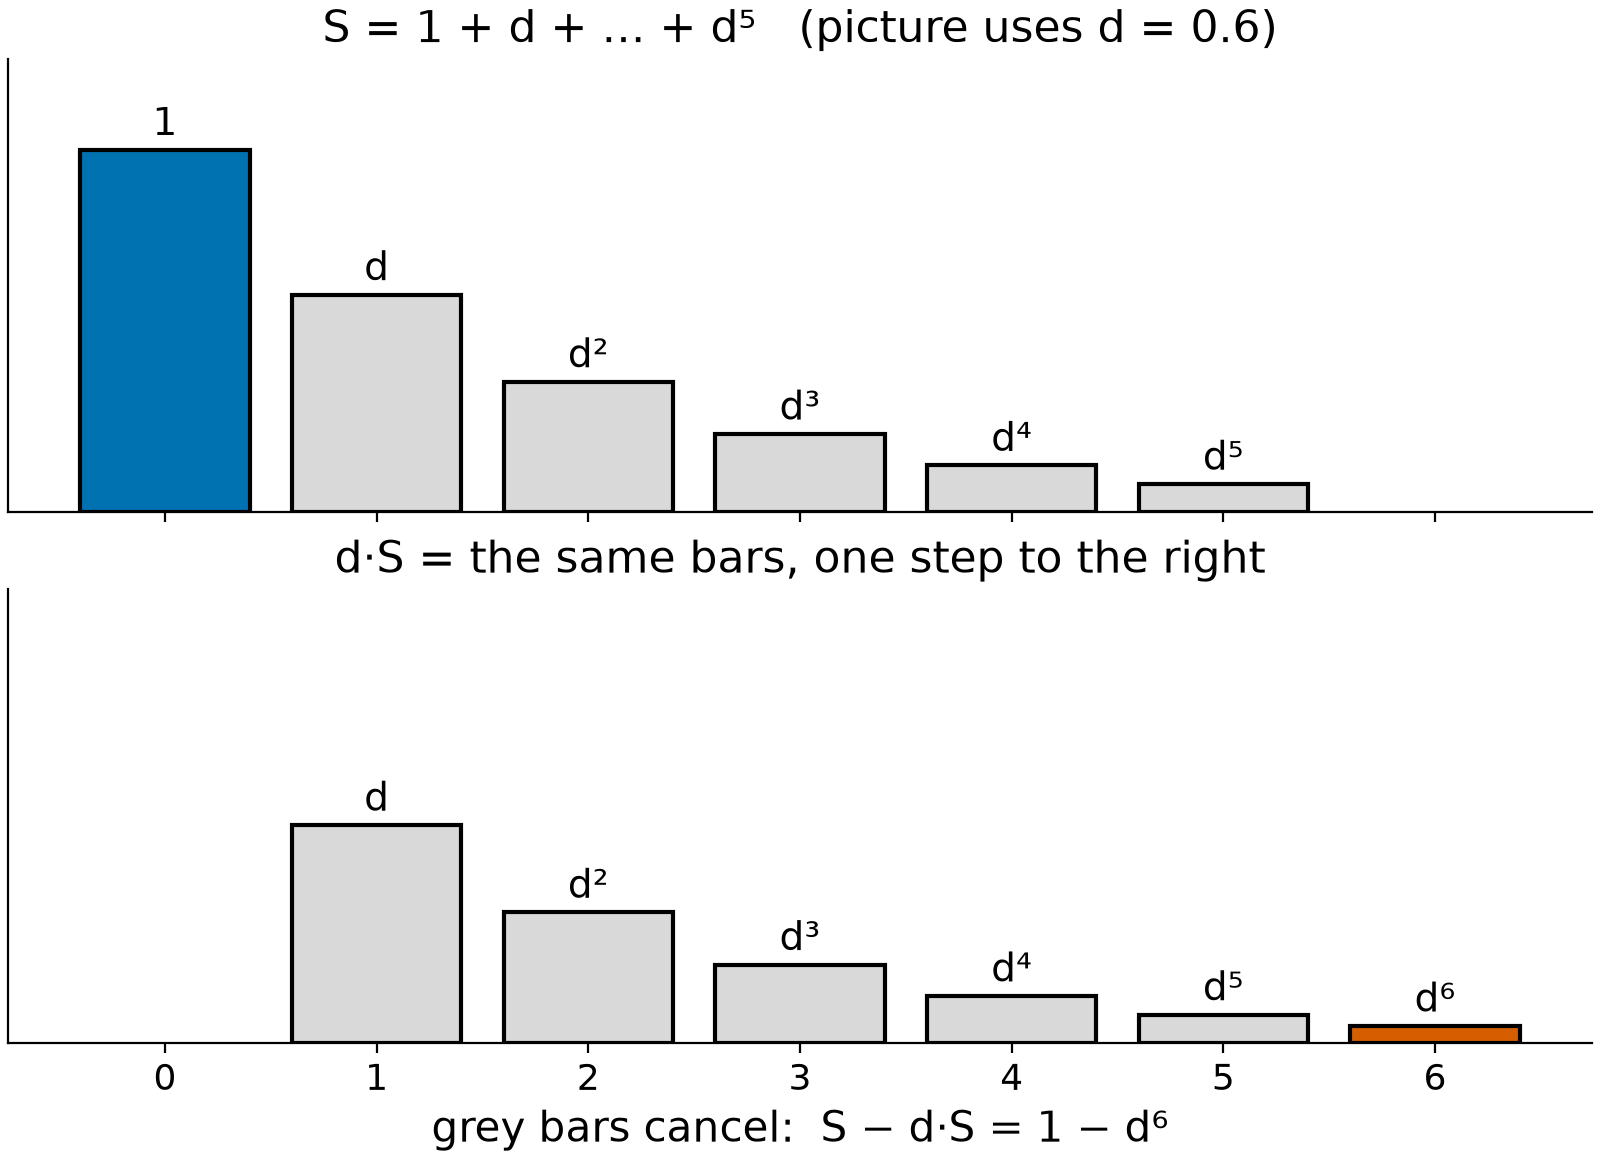 S = 1 + d + … + d⁵   (picture uses d = 0.6)
1
d
d²
d³
d⁴
d⁵
d·S = the same bars, one step to the right
d
d²
d³
d⁴
d⁵
d⁶
0 1 2 3 4 5 6
grey bars cancel:  S − d·S = 1 − d⁶